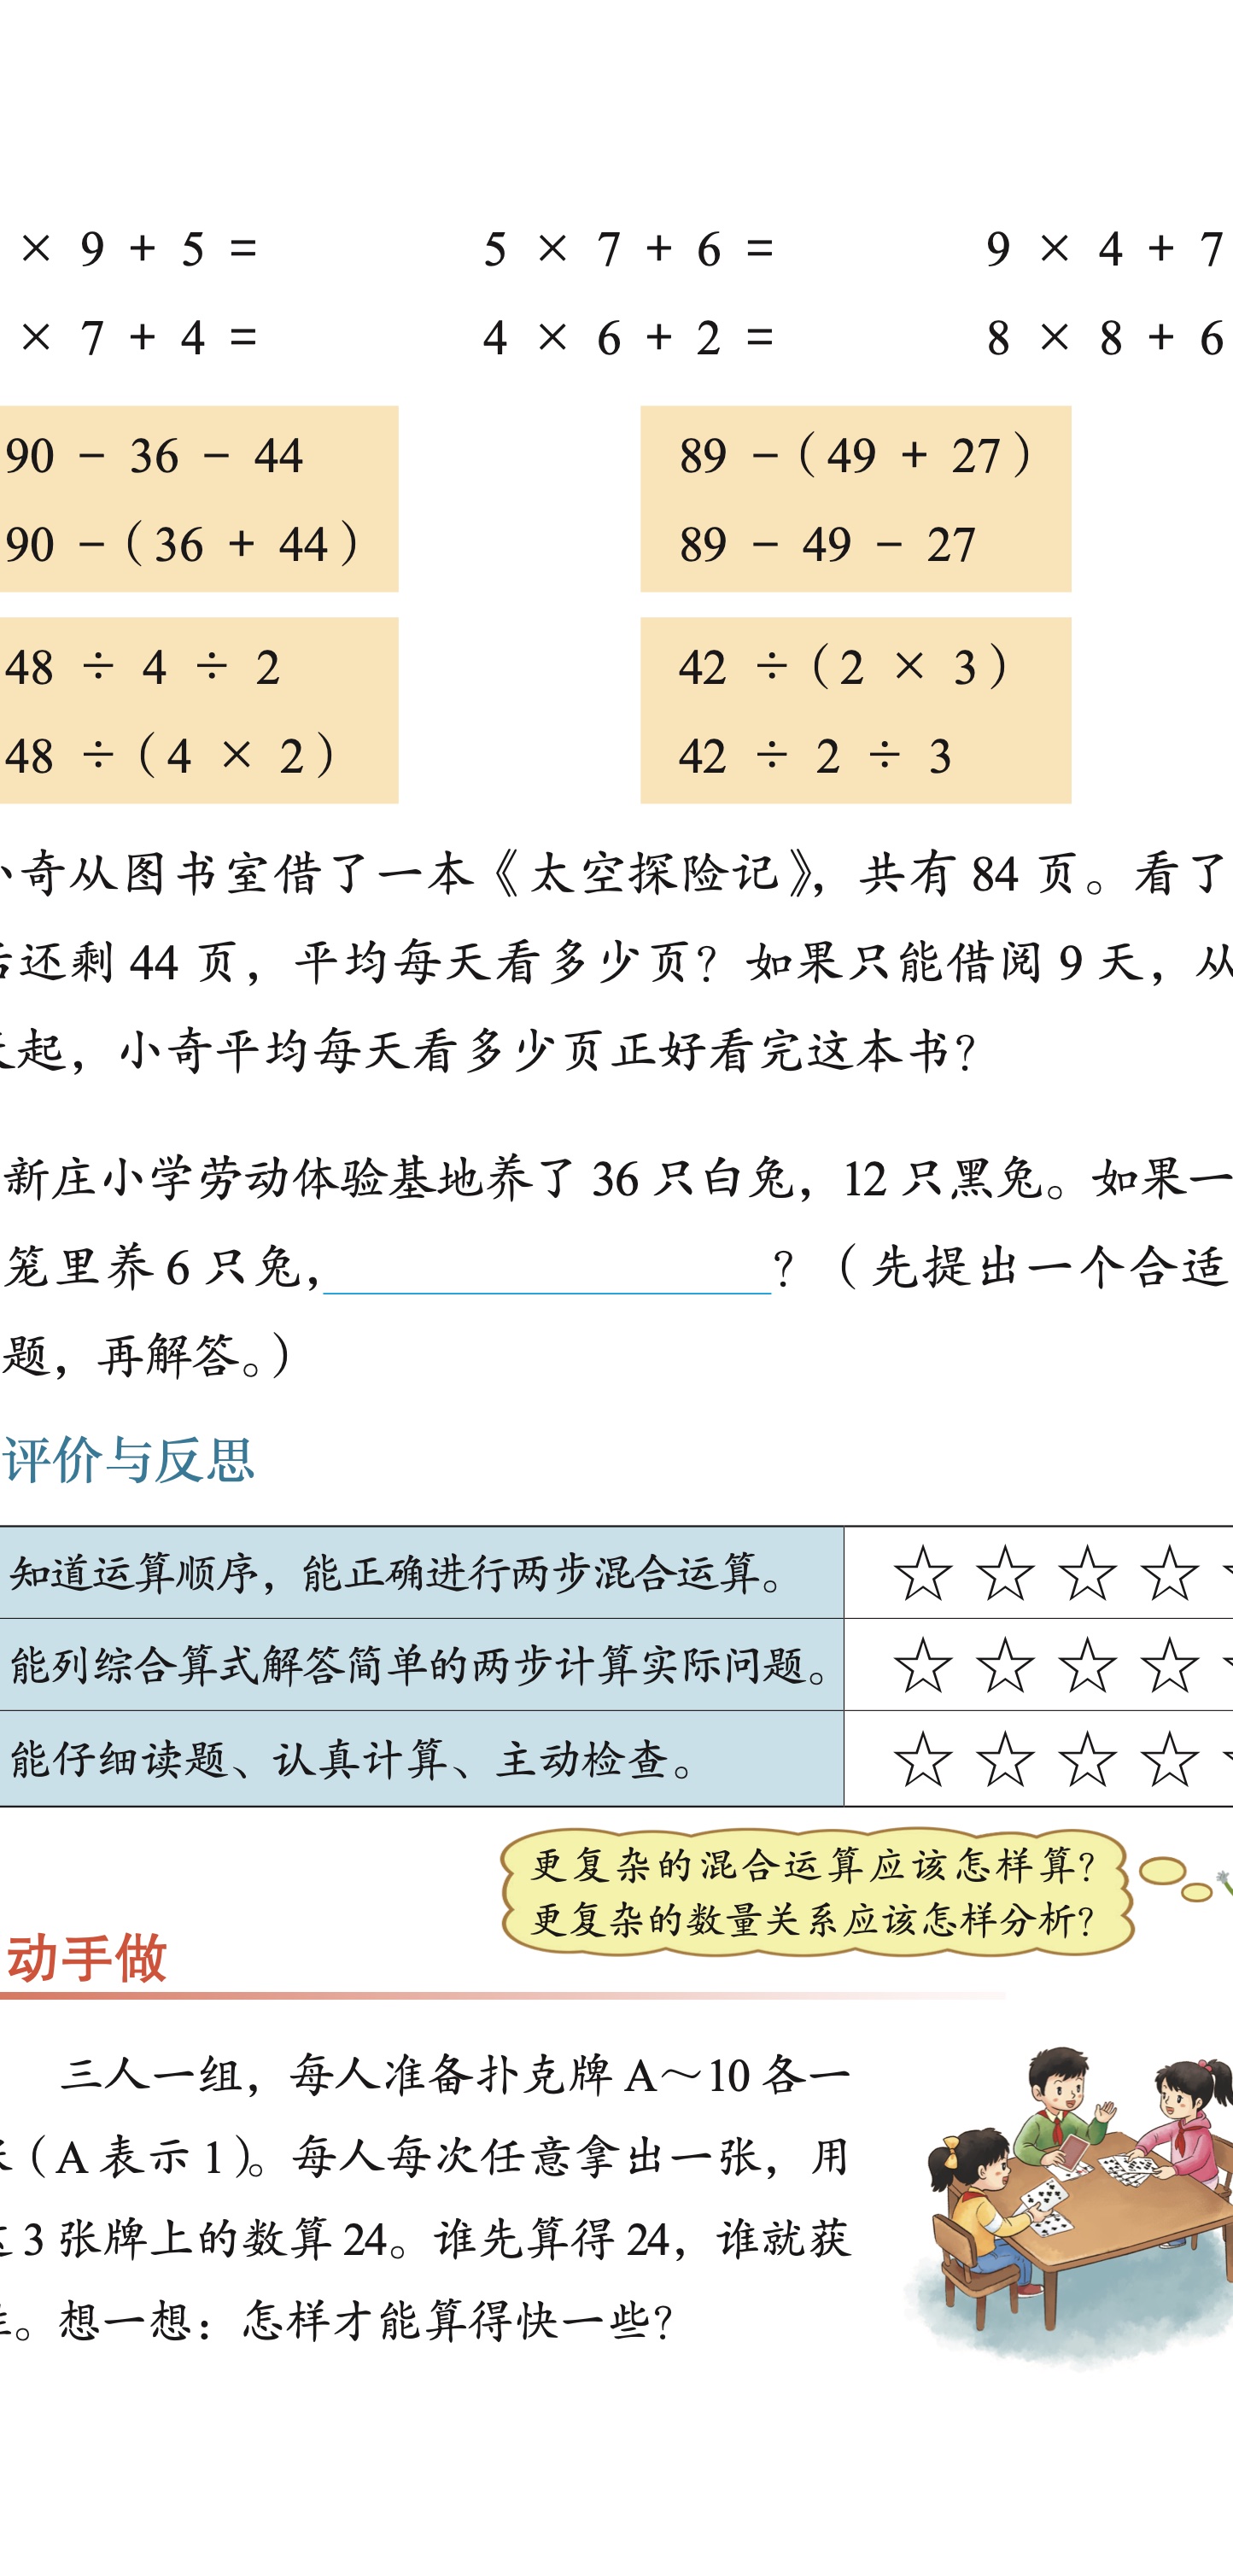 × 9 + 5 =
5 × 7 + 6 =
9 × 4 + 7
× 7 + 4 =
4 × 6 + 2 =
8 × 8 + 6
90 - 36 - 44
90 -（36 + 44）
89 -（49 + 27）
89 - 49 - 27
48 ÷ 4 ÷ 2
48 ÷（4 × 2）
42 ÷（2 × 3）
42 ÷ 2 ÷ 3
奇从图书室借了一本《太空探险记》，共有 84 页。看了
还剩 44 页，平均每天看多少页？如果只能借阅 9 天，从
起，小奇平均每天看多少页正好看完这本书？
新庄小学劳动体验基地养了 36 只白兔，12 只黑兔。如果一
笼里养 6 只兔，？（先提出一个合适
题，再解答。）
评价与反思
知道运算顺序，能正确进行两步混合运算。
☆ ☆ ☆ ☆
能列综合算式解答简单的两步计算实际问题。
☆ ☆ ☆ ☆
能仔细读题、认真计算、主动检查。
☆ ☆ ☆ ☆
更复杂的混合运算应该怎样算？
更复杂的数量关系应该怎样分析？
动手做
三人一组，每人准备扑克牌 A～10 各一
（A 表示 1）。每人每次任意拿出一张，用
3 张牌上的数算 24。谁先算得 24，谁就获
。想一想：怎样才能算得快一些？